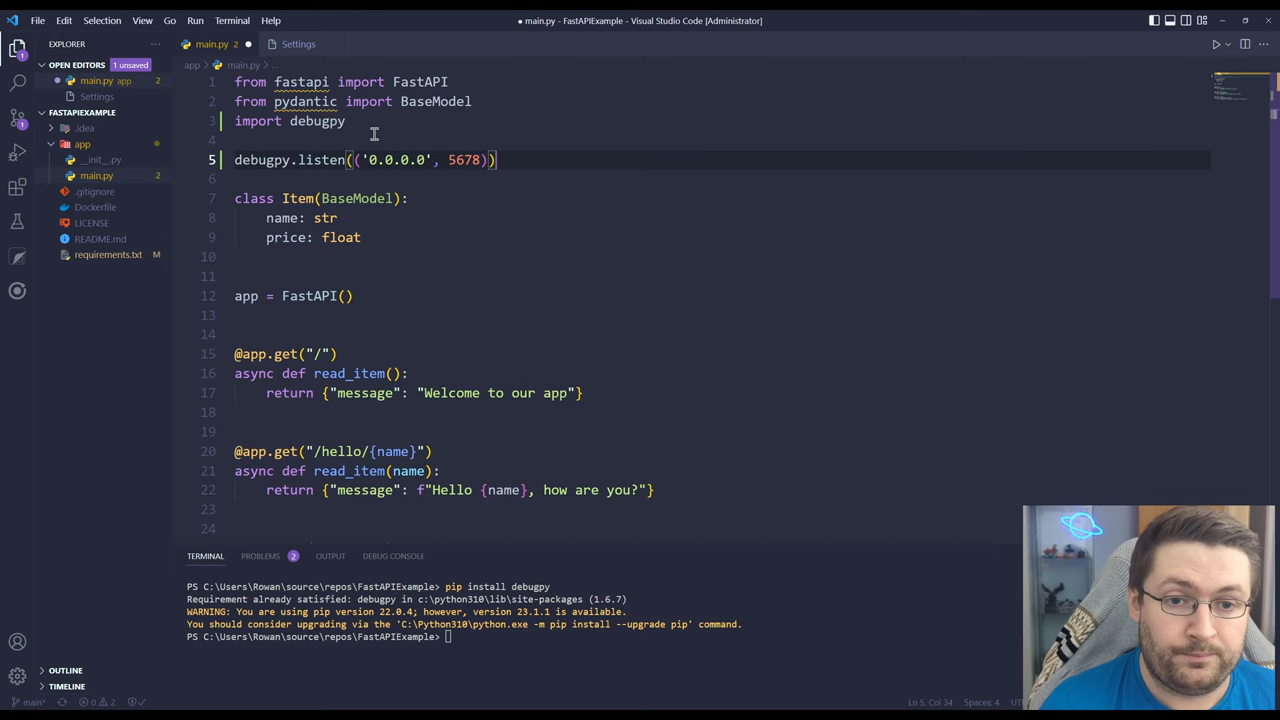 File Edit Selection View Go Run Terminal Help
● main.py - FastAPIExample - Visual Studio Code [Administrator]
EXPLORER
OPEN EDITORS 1 unsaved
main.py app 2
Settings
FASTAPIEXAMPLE
.idea
app
__init__.py
main.py 2
.gitignore
Dockerfile
LICENSE
README.md
requirements.txt M
OUTLINE
TIMELINE
main.py 2
Settings
app > main.py > ...
1 from fastapi import FastAPI
2 from pydantic import BaseModel
3 import debugpy
4
5 debugpy.listen(('0.0.0.0', 5678))
6
7 class Item(BaseModel):
8 name: str
9 price: float
10
11
12 app = FastAPI()
13
14
15 @app.get("/")
16 async def read_item():
17 return {"message": "Welcome to our app"}
18
19
20 @app.get("/hello/{name}")
21 async def read_item(name):
22 return {"message": f"Hello {name}, how are you?"}
23
24
TERMINAL PROBLEMS 2 OUTPUT DEBUG CONSOLE
PS C:\Users\Rowan\source\repos\FastAPIExample> pip install debugpy
Requirement already satisfied: debugpy in c:\python310\lib\site-packages (1.6.7)
WARNING: You are using pip version 22.0.4; however, version 23.1.1 is available.
You should consider upgrading via the 'C:\Python310\python.exe -m pip install --upgrade pip' command.
PS C:\Users\Rowan\source\repos\FastAPIExample>
main* 0 2 Ln 5, Col 34 Spaces: 4